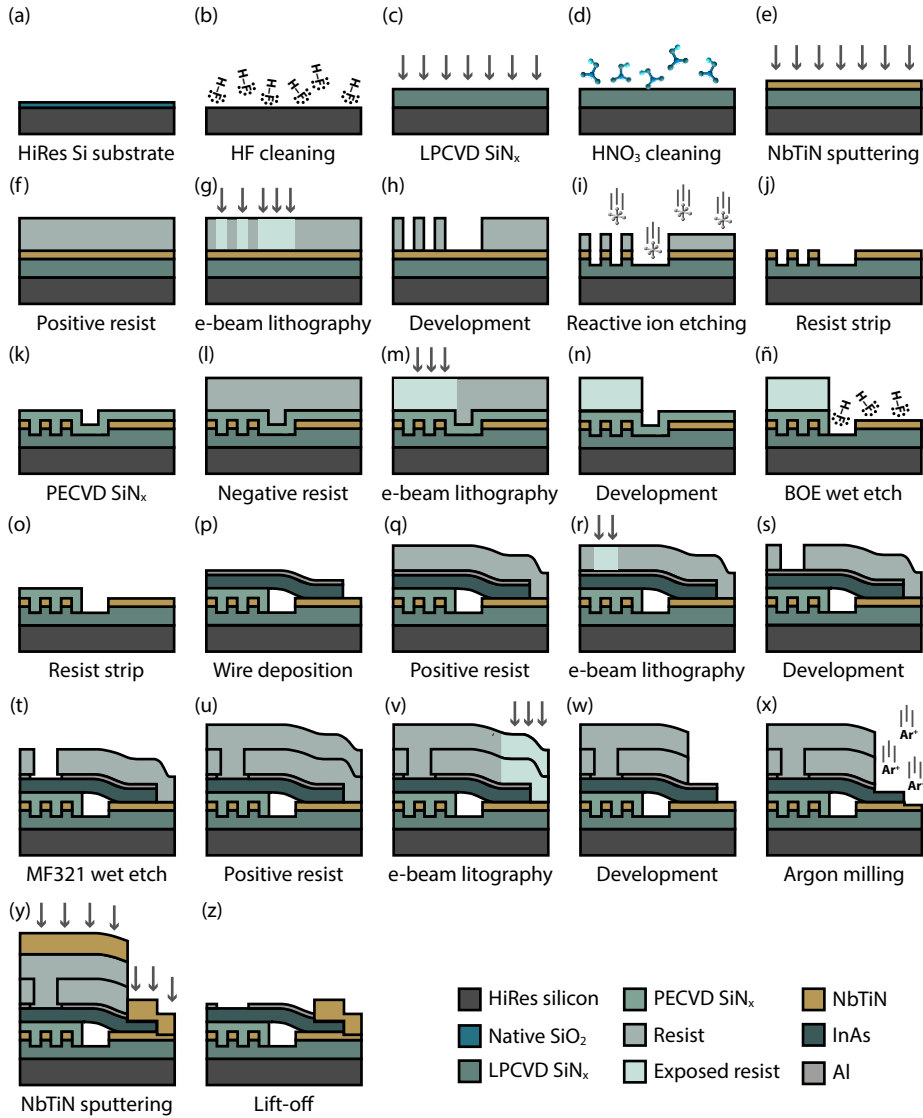 (a) (b) (c) (d) (e)
HiRes Si substrate HF cleaning LPCVD SiNₓ HNO₃ cleaning NbTiN sputtering
H-F H-F H-F H-F H-F H-F
(f) (g) (h) (i) (j)
Positive resist e-beam lithography Development Reactive ion etching Resist strip
(k) (l) (m) (n) (ñ)
H-F H-F H-F
PECVD SiNₓ Negative resist e-beam lithography Development BOE wet etch
(o) (p) (q) (r) (s)
Resist strip Wire deposition Positive resist e-beam lithography Development
(t) (u) (v) (w) (x)
Ar⁺
Ar⁺
Ar⁺
MF321 wet etch Positive resist e-beam litography Development Argon milling
(y) (z)
NbTiN sputtering Lift-off
HiRes silicon PECVD SiNₓ NbTiN
Native SiO₂ Resist InAs
LPCVD SiNₓ Exposed resist Al